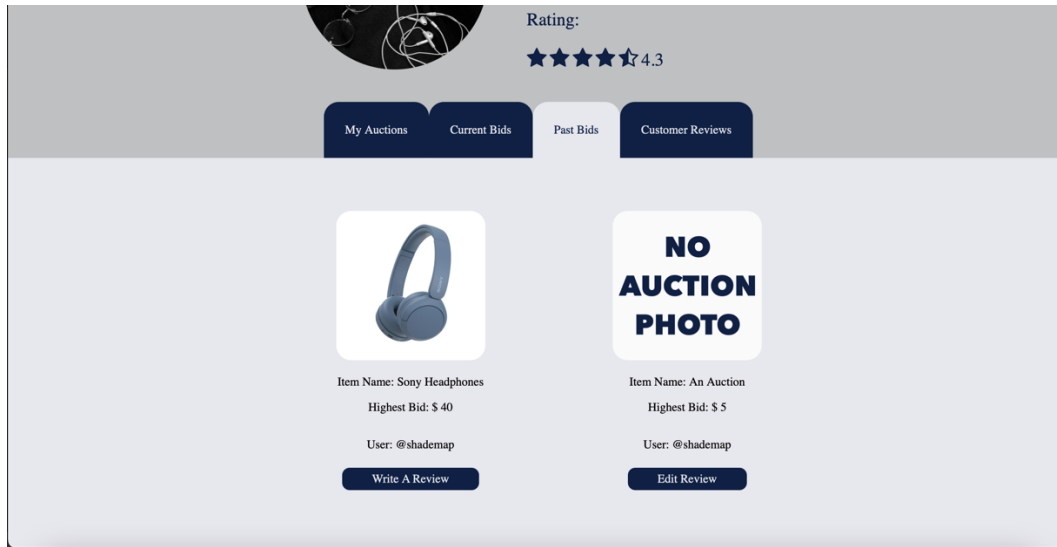 Rating:
4.3
My Auctions
Current Bids
Past Bids
Customer Reviews
SONY
NO
AUCTION
PHOTO
Item Name: Sony Headphones
Highest Bid: $ 40
User: @shademap
Write A Review
Item Name: An Auction
Highest Bid: $ 5
User: @shademap
Edit Review